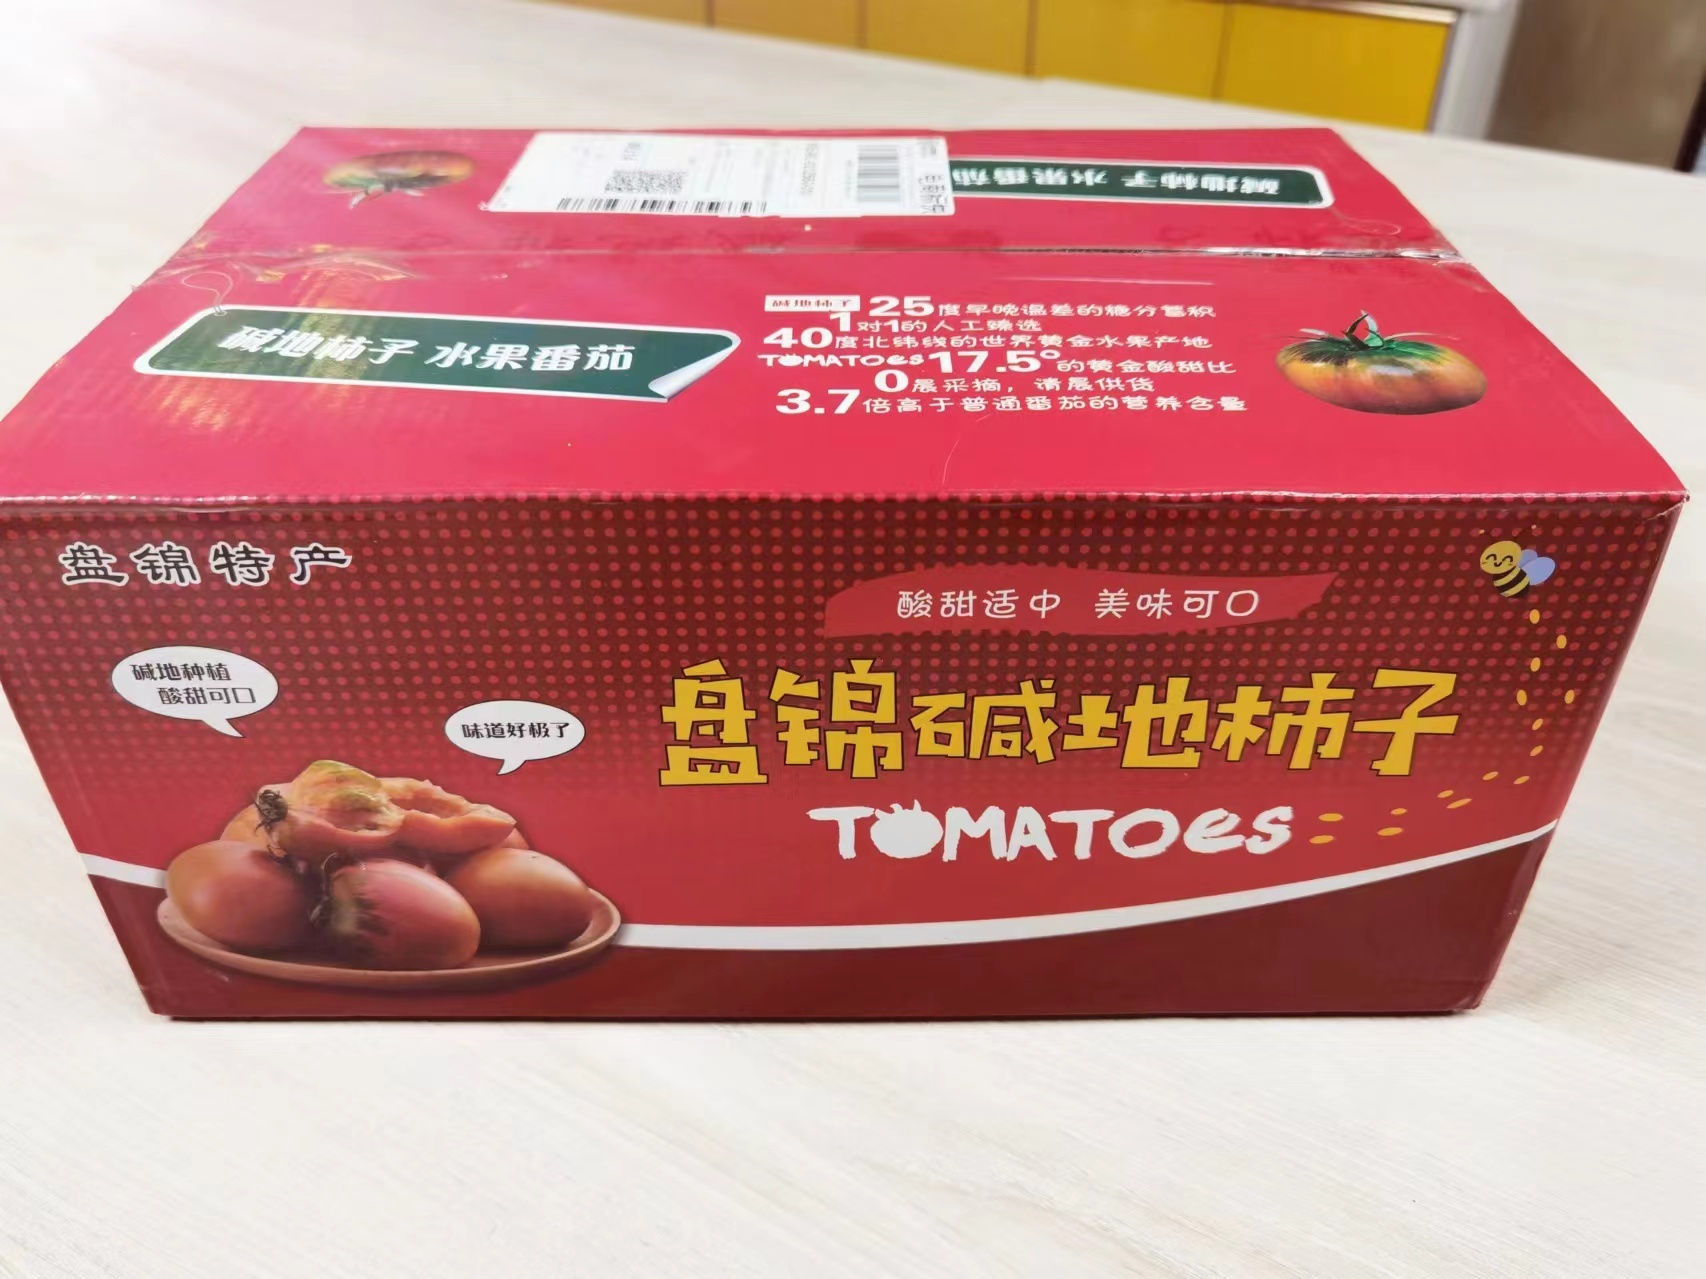 碱地柿子 水果番茄
碱地柿子 水果番茄
碱地柿子 25度早晚温差的糖分蓄积
1对1的人工臻选
40度北纬线的世界黄金水果产地
TOMATOes 17.5°的黄金酸甜比
0晨采摘，请晨供货
3.7倍高于普通番茄的营养含量
盘锦特产
酸甜适中 美味可口
碱地种植
酸甜可口
味道好极了
盘锦碱地柿子
TOMATOes